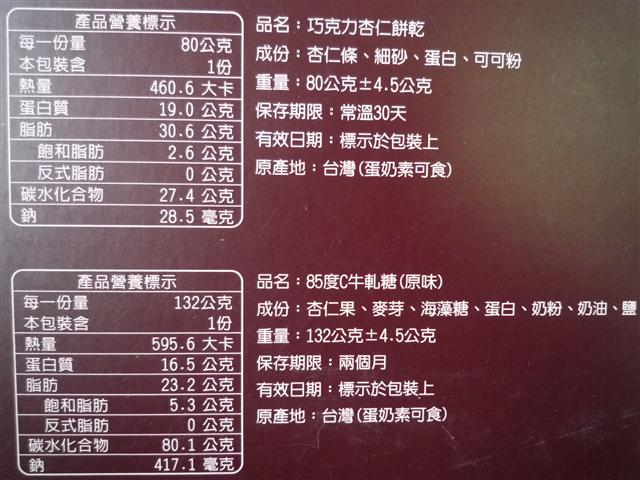 產品營養標示
每一份量 80公克
本包裝含 1份
熱量 460.6 大卡
蛋白質 19.0 公克
脂肪 30.6 公克
飽和脂肪 2.6 公克
反式脂肪 0 公克
碳水化合物 27.4 公克
鈉 28.5 毫克
品名：巧克力杏仁餅乾
成份：杏仁條、細砂、蛋白、可可粉
重量：80公克±4.5公克
保存期限：常溫30天
有效日期：標示於包裝上
原產地：台灣(蛋奶素可食)
產品營養標示
每一份量 132公克
本包裝含 1份
熱量 595.6 大卡
蛋白質 16.5 公克
脂肪 23.2 公克
飽和脂肪 5.3 公克
反式脂肪 0 公克
碳水化合物 80.1 公克
鈉 417.1 毫克
品名：85度C牛軋糖(原味)
成份：杏仁果、麥芽、海藻糖、蛋白、奶粉、奶油、鹽
重量：132公克±4.5公克
保存期限：兩個月
有效日期：標示於包裝上
原產地：台灣(蛋奶素可食)